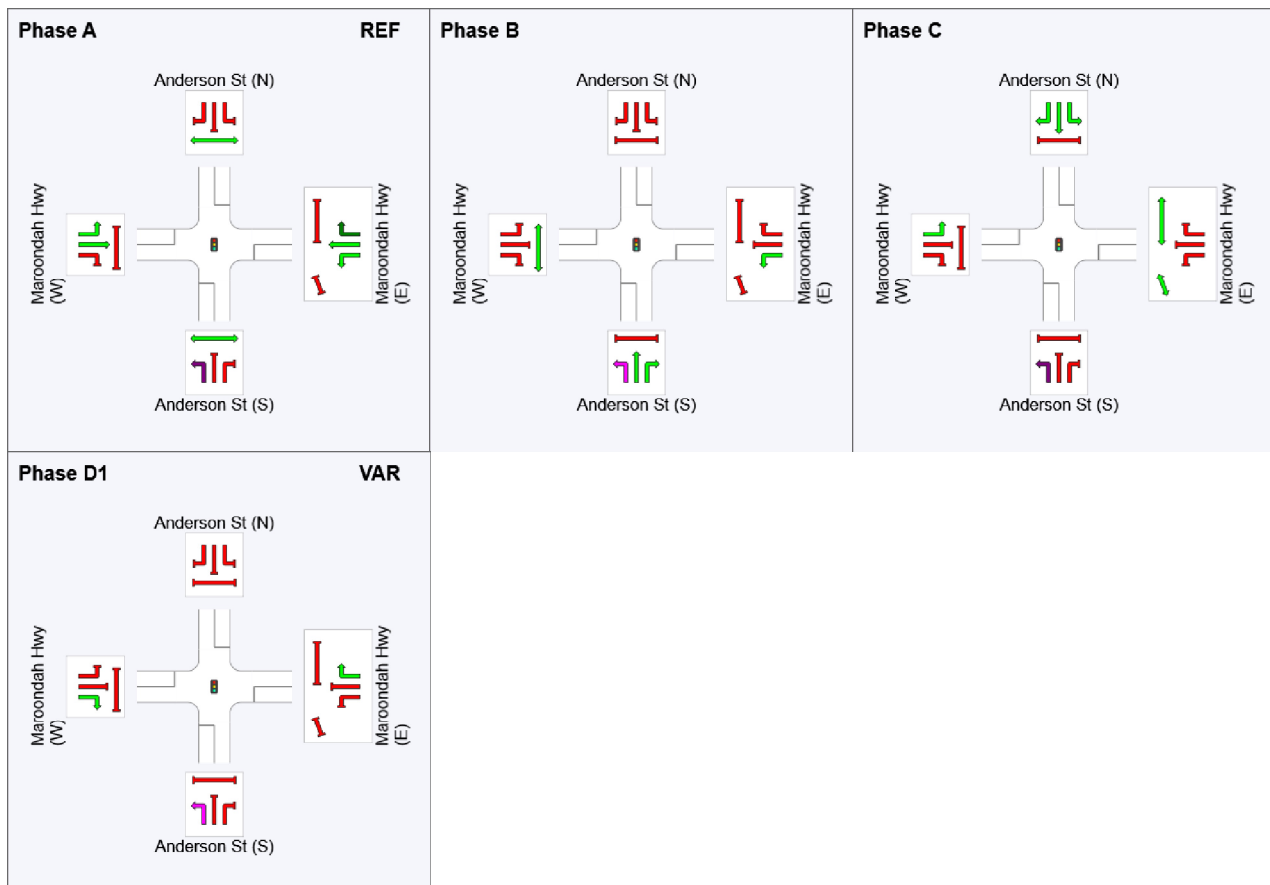 Phase A
REF
Anderson St (N)
Maroondah Hwy
(W)
Maroondah Hwy
(E)
Anderson St (S)
Phase B
Anderson St (N)
Maroondah Hwy
(W)
Maroondah Hwy
(E)
Anderson St (S)
Phase C
Anderson St (N)
Maroondah Hwy
(W)
Maroondah Hwy
(E)
Anderson St (S)
Phase D1
VAR
Anderson St (N)
Maroondah Hwy
(W)
Maroondah Hwy
(E)
Anderson St (S)